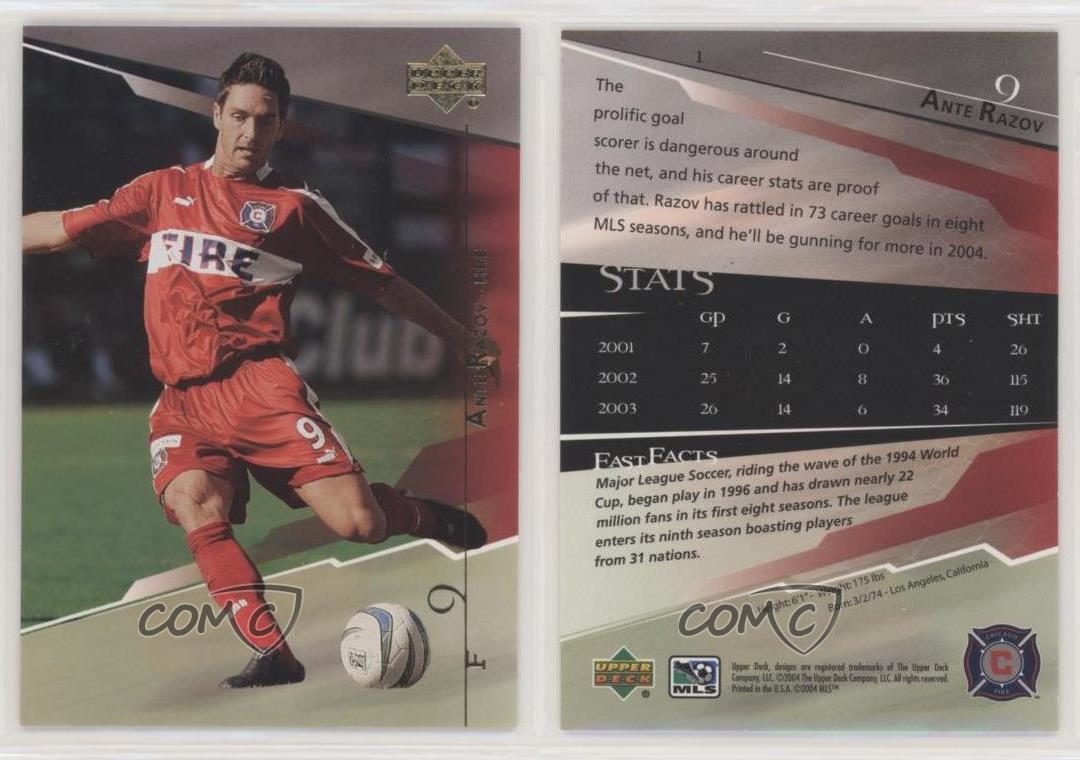 UPPER
DECK
FIRE
Club
9
ANTE RAZOV FIRE
9
F
COMC
1
9
ANTE RAZOV
The
prolific goal
scorer is dangerous around
the net, and his career stats are proof
of that. Razov has rattled in 73 career goals in eight
MLS seasons, and he'll be gunning for more in 2004.
STATS
GP G A PTS SHT
2001 7 2 0 4 26
2002 25 14 8 36 115
2003 26 14 6 34 119
FAST FACTS
Major League Soccer, riding the wave of the 1994 World
Cup, began play in 1996 and has drawn nearly 22
million fans in its first eight seasons. The league
enters its ninth season boasting players
from 31 nations.
Height: 6'1" - Weight: 175 lbs
Born: 3/2/74 - Los Angeles, California
COMC
UPPER
DECK
®
MLS
Upper Deck, designs are registered trademarks of The Upper Deck
Company, LLC. ©2004 The Upper Deck Company, LLC. All rights reserved.
Printed in the U.S.A. ©2004 MLS™
CHICAGO
C
FIRE